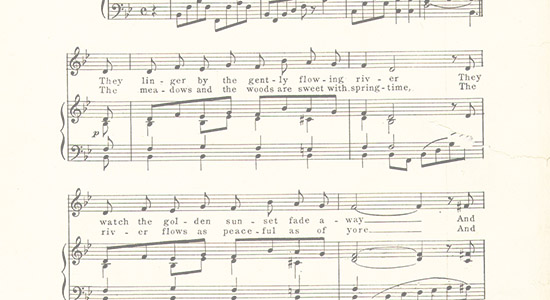 They lin - ger by the gent - ly flow - ing riv - er They
The mea - dows and the woods are sweet with spring - time, The
p
watch the gol - den sun - set fade a - way And
riv - er flows as peace - ful as of yore And